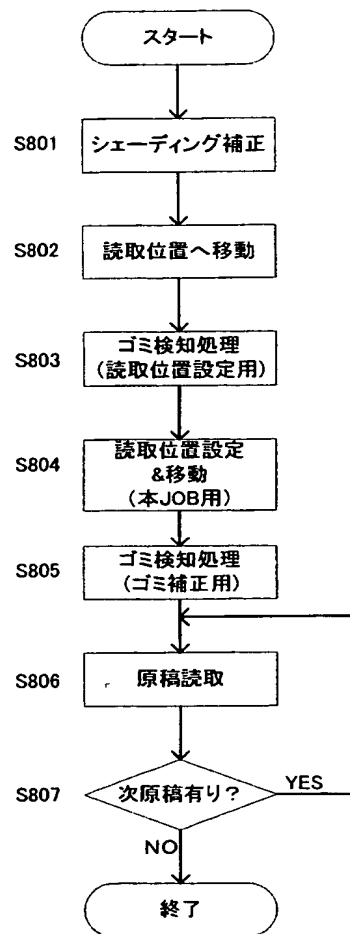 スタート
S801
シェーディング補正
S802
読取位置へ移動
S803
ゴミ検知処理
(読取位置設定用)
S804
読取位置設定
&移動
(本JOB用)
S805
ゴミ検知処理
(ゴミ補正用)
S806
原稿読取
S807
次原稿有り?
YES
NO
終了